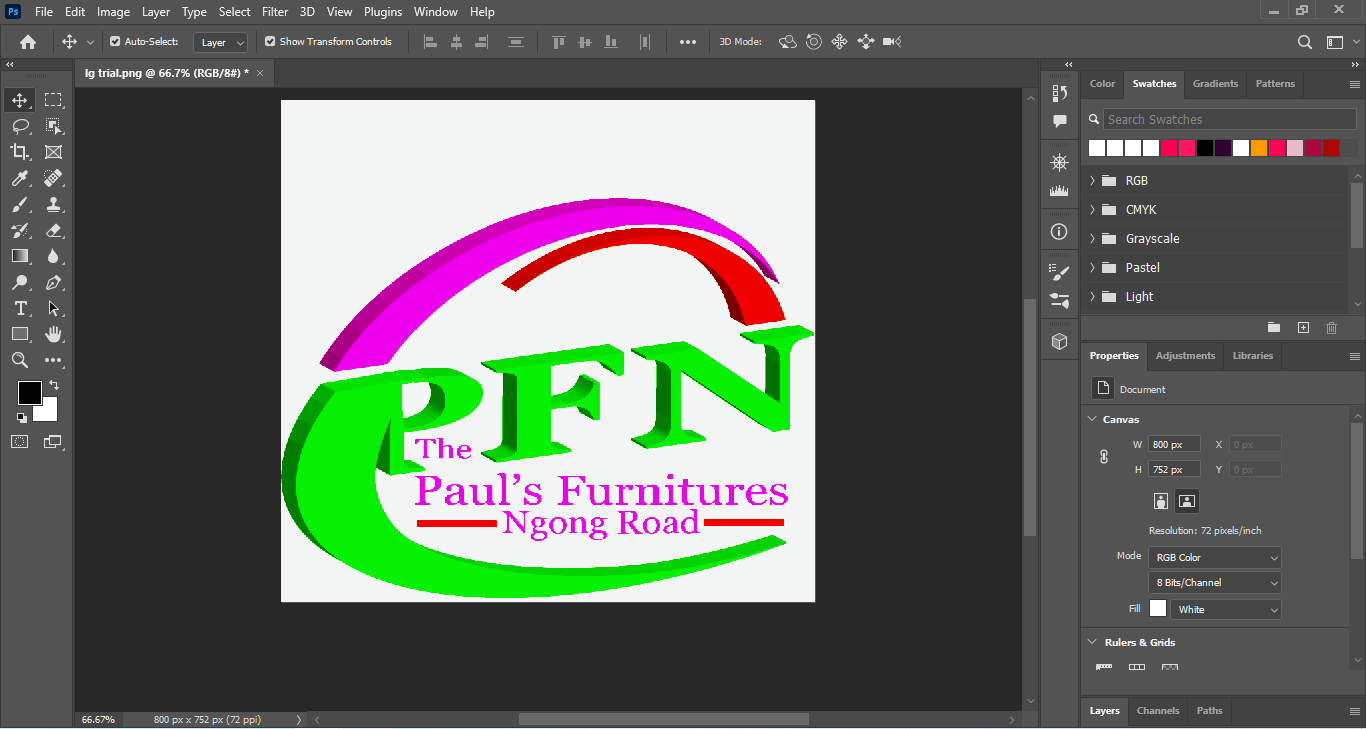 Ps File Edit Image Layer Type Select Filter 3D View Plugins Window Help
Auto-Select: Layer Show Transform Controls 3D Mode:
lg trial.png @ 66.7% (RGB/8#) *
Color Swatches Gradients Patterns
Search Swatches
RGB
CMYK
Grayscale
Pastel
Light
PFN
The
Paul's Furnitures
Ngong Road
Properties Adjustments Libraries
Document
Canvas
W 800 px X 0 px
H 752 px Y 0 px
Resolution: 72 pixels/inch
Mode RGB Color
8 Bits/Channel
Fill White
Rulers & Grids
Layers Channels Paths
66.67% 800 px x 752 px (72 ppi)